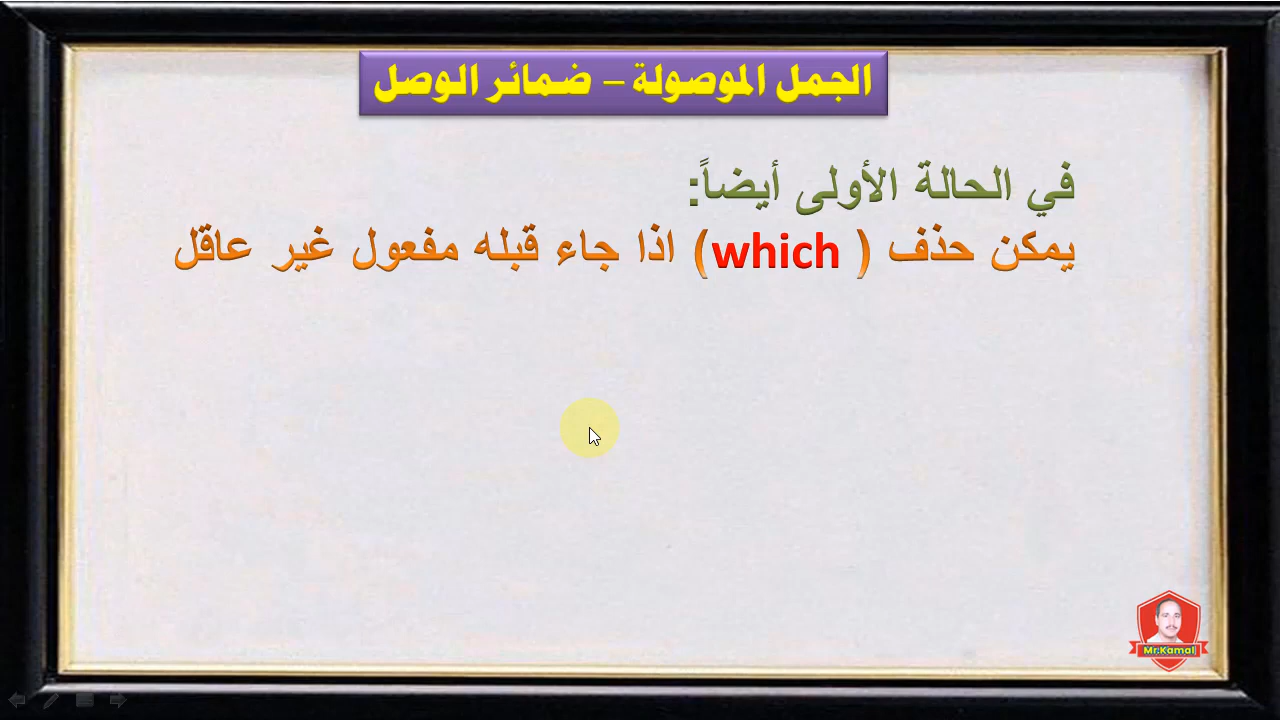 الجمل الموصولة – ضمائر الوصل
في الحالة الأولى أيضاً:
يمكن حذف ( which) اذا جاء قبله مفعول غير عاقل
Mr.Kamal